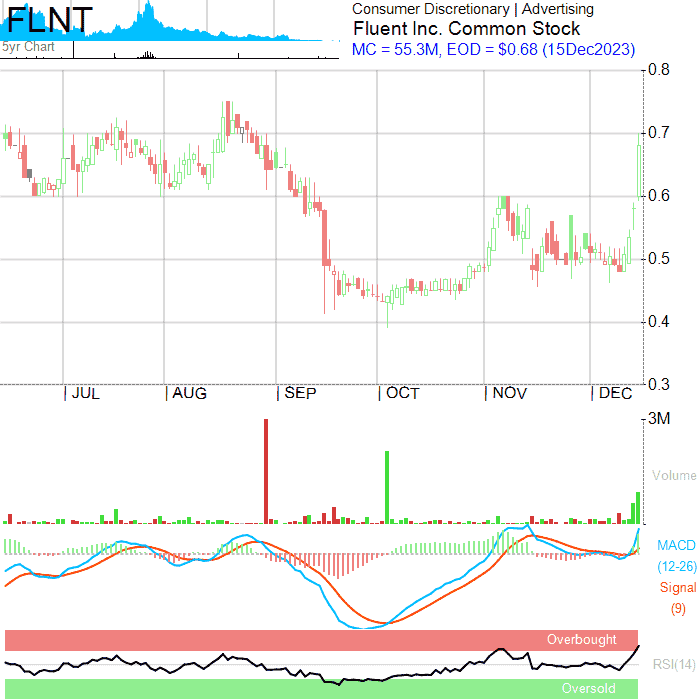 FLNT
5yr Chart
Consumer Discretionary | Advertising
Fluent Inc. Common Stock
MC = 55.3M, EOD = $0.68 (15Dec2023)
0.8
0.7
0.6
0.5
0.4
0.3
| JUL | AUG | SEP | OCT | NOV | DEC
3M
Volume
MACD
(12-26)
Signal
(9)
Overbought
RSI(14)
Oversold